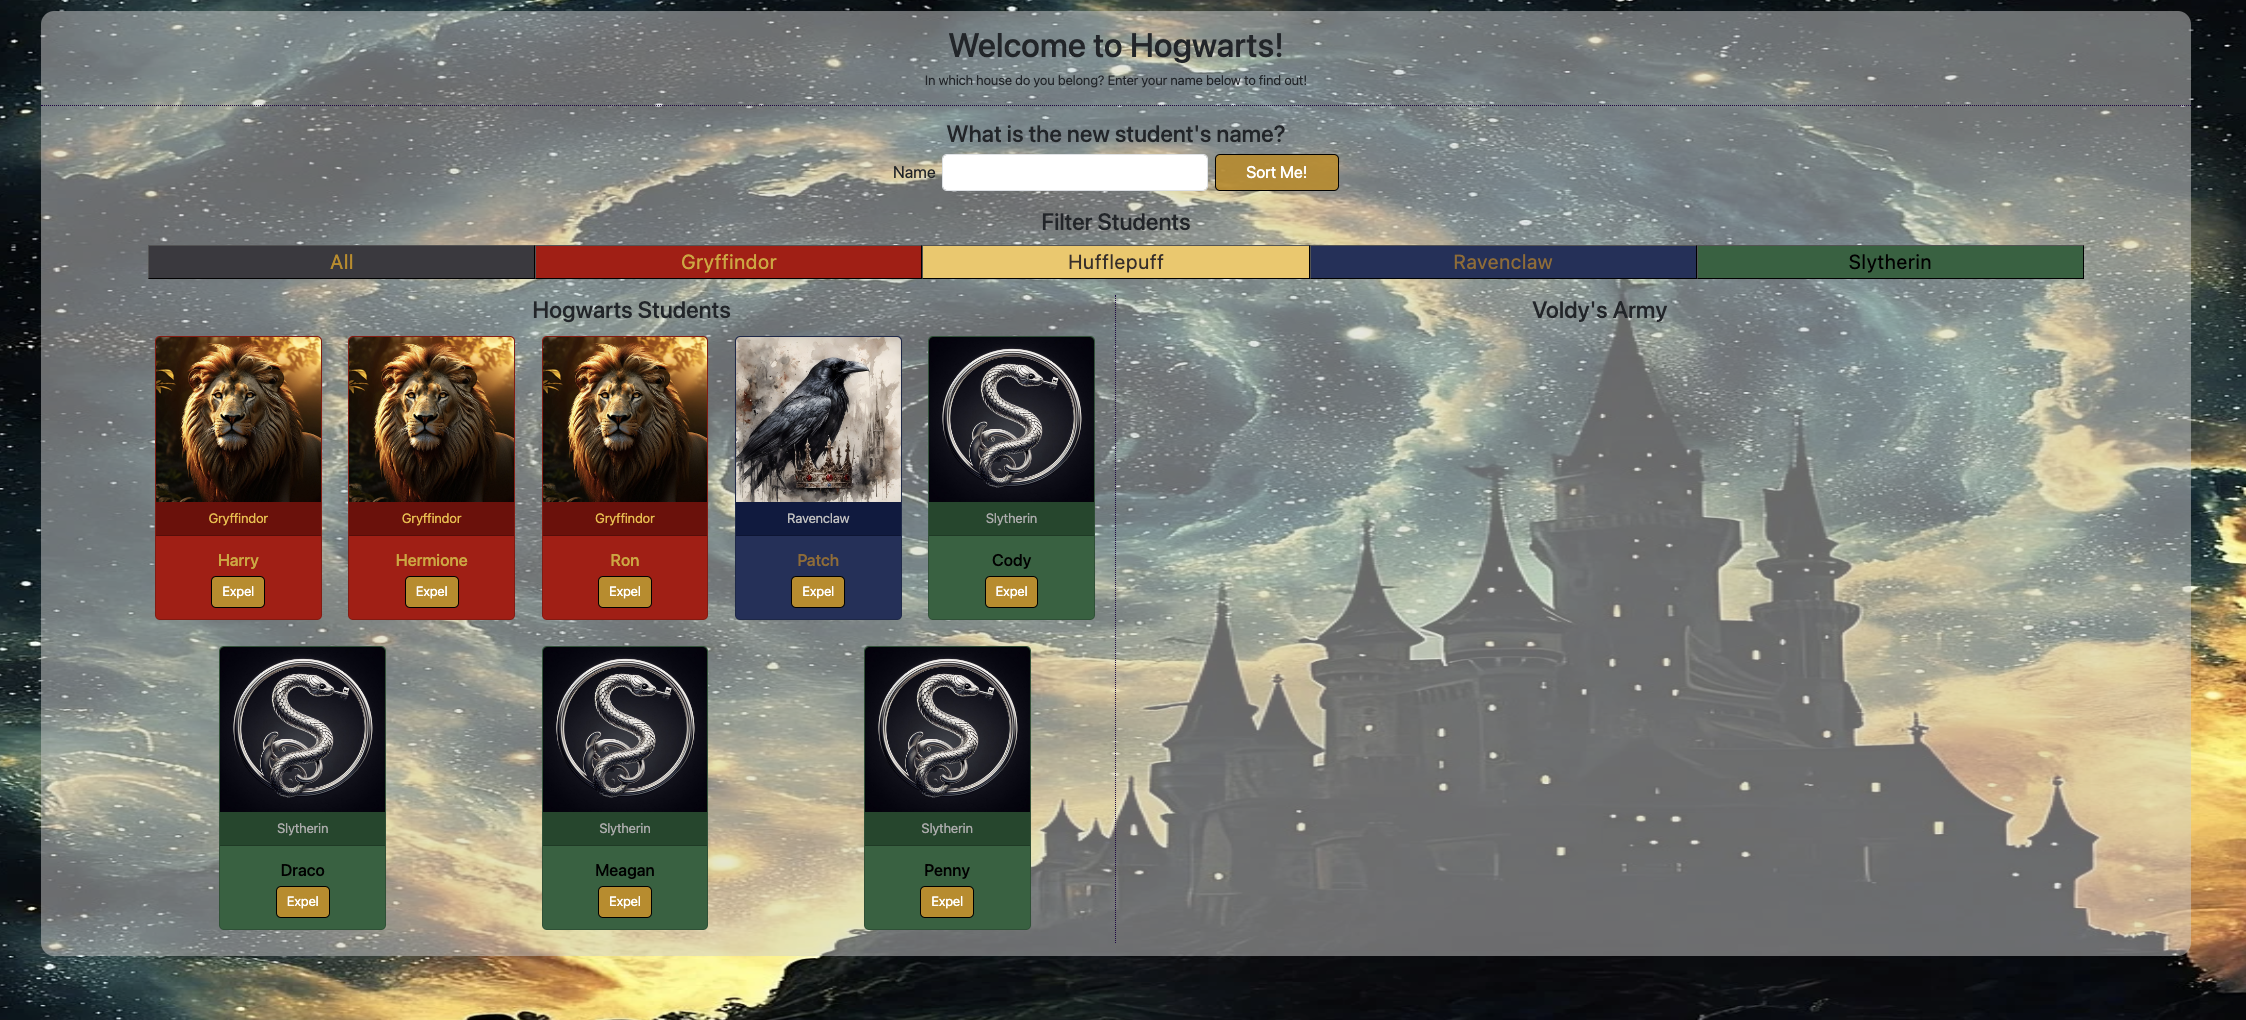 Welcome to Hogwarts!
In which house do you belong? Enter your name below to find out!
What is the new student's name?
Name Sort Me!
Filter Students
All Gryffindor Hufflepuff Ravenclaw Slytherin
Hogwarts Students Voldy's Army
Gryffindor Gryffindor Gryffindor Ravenclaw Slytherin
Harry Hermione Ron Patch Cody
Expel Expel Expel Expel Expel
Slytherin Slytherin Slytherin
Draco Meagan Penny
Expel Expel Expel